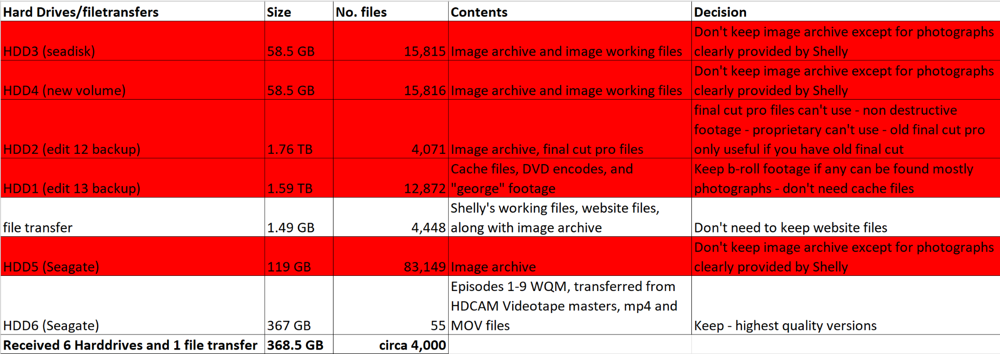 Hard Drives/filetransfers Size No. files Contents Decision
Don't keep image archive except for photographs
HDD3 (seadisk) 58.5 GB 15,815 Image archive and image working files clearly provided by Shelly
Don't keep image archive except for photographs
HDD4 (new volume) 58.5 GB 15,816 Image archive and image working files clearly provided by Shelly
final cut pro files can't use - non destructive
footage - proprietary can't use - old final cut pro
HDD2 (edit 12 backup) 1.76 TB 4,071 Image archive, final cut pro files only useful if you have old final cut
Cache files, DVD encodes, and Keep b-roll footage if any can be found mostly
HDD1 (edit 13 backup) 1.59 TB 12,872 "george" footage photographs - don't need cache files
Shelly's working files, website files,
file transfer 1.49 GB 4,448 along with image archive Don't need to keep website files
Don't keep image archive except for photographs
HDD5 (Seagate) 119 GB 83,149 Image archive clearly provided by Shelly
Episodes 1-9 WQM, transferred from
HDCAM Videotape masters, mp4 and
HDD6 (Seagate) 367 GB 55 MOV files Keep - highest quality versions
Received 6 Harddrives and 1 file transfer 368.5 GB circa 4,000